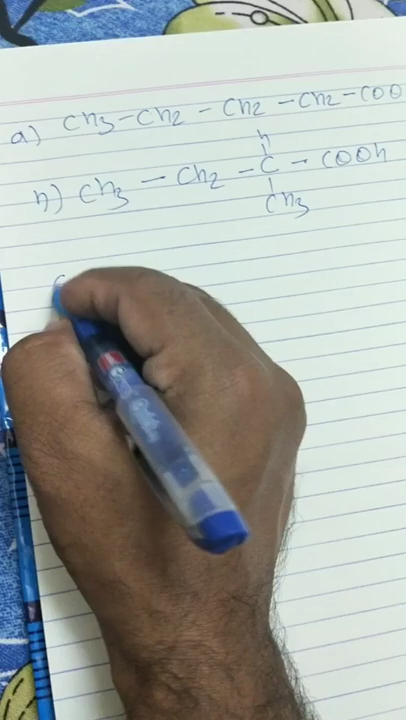 a) CH3-CH2 - CH2 - CH2-COO
H
h) CH3 - CH2 - C - COOH
CH3